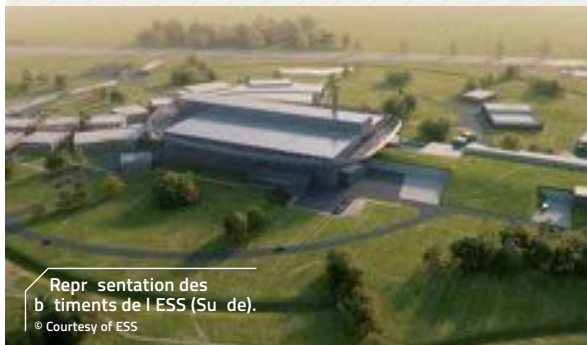 Repr sentation des
b timents de l ESS (Su de).
© Courtesy of ESS